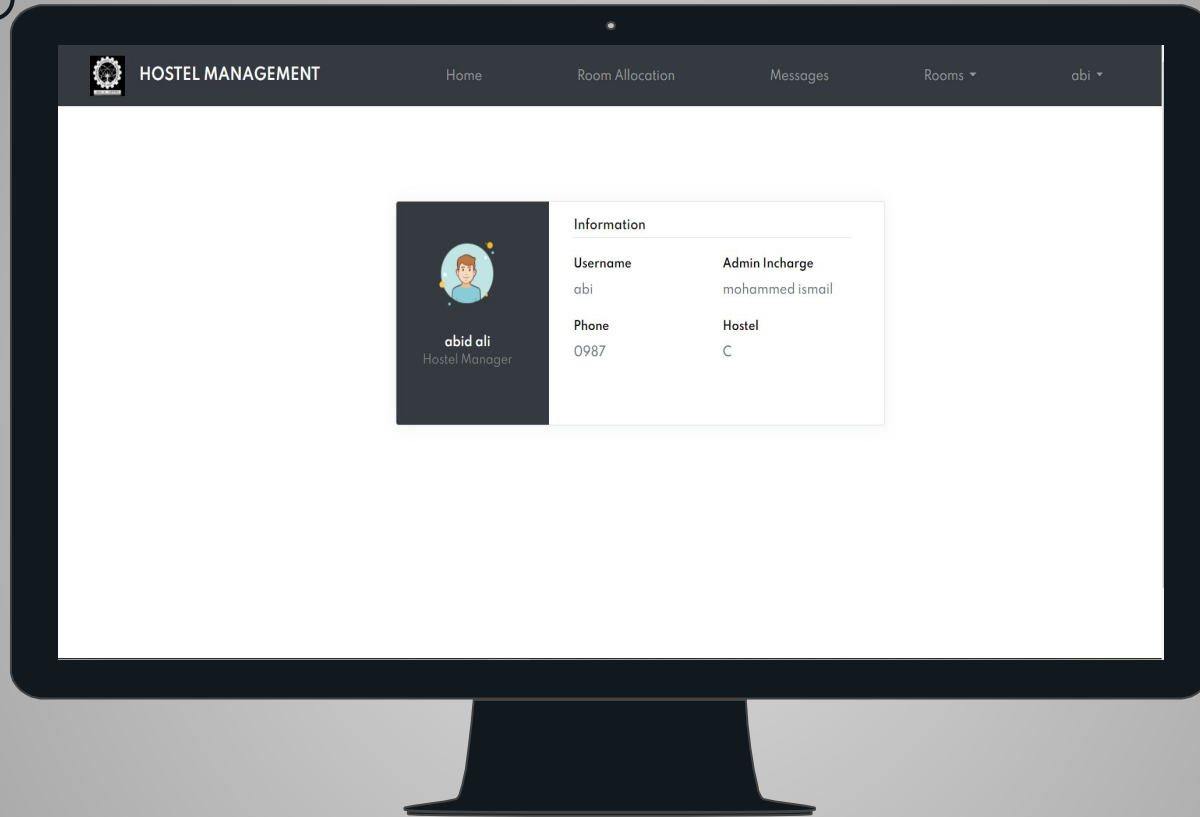 HOSTEL MANAGEMENT Home Room Allocation Messages Rooms abi
Information
Username Admin Incharge
abi mohammed ismail
Phone Hostel
0987 C
abid ali
Hostel Manager